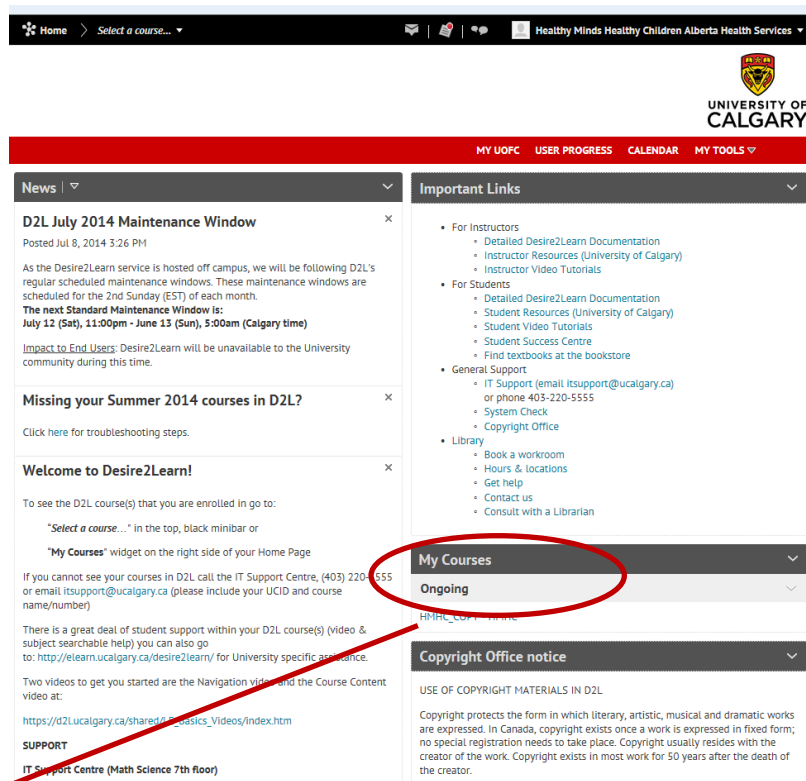 Home
Select a course...
Healthy Minds Healthy Children Alberta Health Services
UNIVERSITY OF
CALGARY
MY UOFC USER PROGRESS CALENDAR MY TOOLS
News
D2L July 2014 Maintenance Window
Posted Jul 8, 2014 3:26 PM
As the Desire2Learn service is hosted off campus, we will be following D2L's
regular scheduled maintenance windows. These maintenance windows are
scheduled for the 2nd Sunday (EST) of each month.
The next Standard Maintenance Window is:
July 12 (Sat), 11:00pm - June 13 (Sun), 5:00am (Calgary time)
Impact to End Users: Desire2Learn will be unavailable to the University
community during this time.
Missing your Summer 2014 courses in D2L?
Click here for troubleshooting steps.
Welcome to Desire2Learn!
To see the D2L course(s) that you are enrolled in go to:
"Select a course..." in the top, black minibar or
"My Courses" widget on the right side of your Home Page
If you cannot see your courses in D2L call the IT Support Centre, (403) 220-5555
or email itsupport@ucalgary.ca (please include your UCID and course
name/number)
There is a great deal of student support within your D2L course(s) (video &
subject searchable help) you can also go
to: http://elearn.ucalgary.ca/desire2learn/ for University specific assistance.
Two videos to get you started are the Navigation video and the Course Content
video at:
https://d2l.ucalgary.ca/shared/LE_Basics_Videos/index.htm
SUPPORT
IT Support Centre (Math Science 7th floor)
Important Links
• For Instructors
Detailed Desire2Learn Documentation
Instructor Resources (University of Calgary)
Instructor Video Tutorials
• For Students
Detailed Desire2Learn Documentation
Student Resources (University of Calgary)
Student Video Tutorials
Student Success Centre
Find textbooks at the bookstore
• General Support
IT Support (email itsupport@ucalgary.ca)
or phone 403-220-5555
System Check
Copyright Office
• Library
Book a workroom
Hours & locations
Get help
Contact us
Consult with a Librarian
My Courses
Ongoing
HMHC_COPY - HMHC
Copyright Office notice
USE OF COPYRIGHT MATERIALS IN D2L
Copyright protects the form in which literary, artistic, musical and dramatic works
are expressed. In Canada, copyright exists once a work is expressed in fixed form;
no special registration needs to take place. Copyright usually resides with the
creator of the work. Copyright exists in most work for 50 years after the death of
the creator.